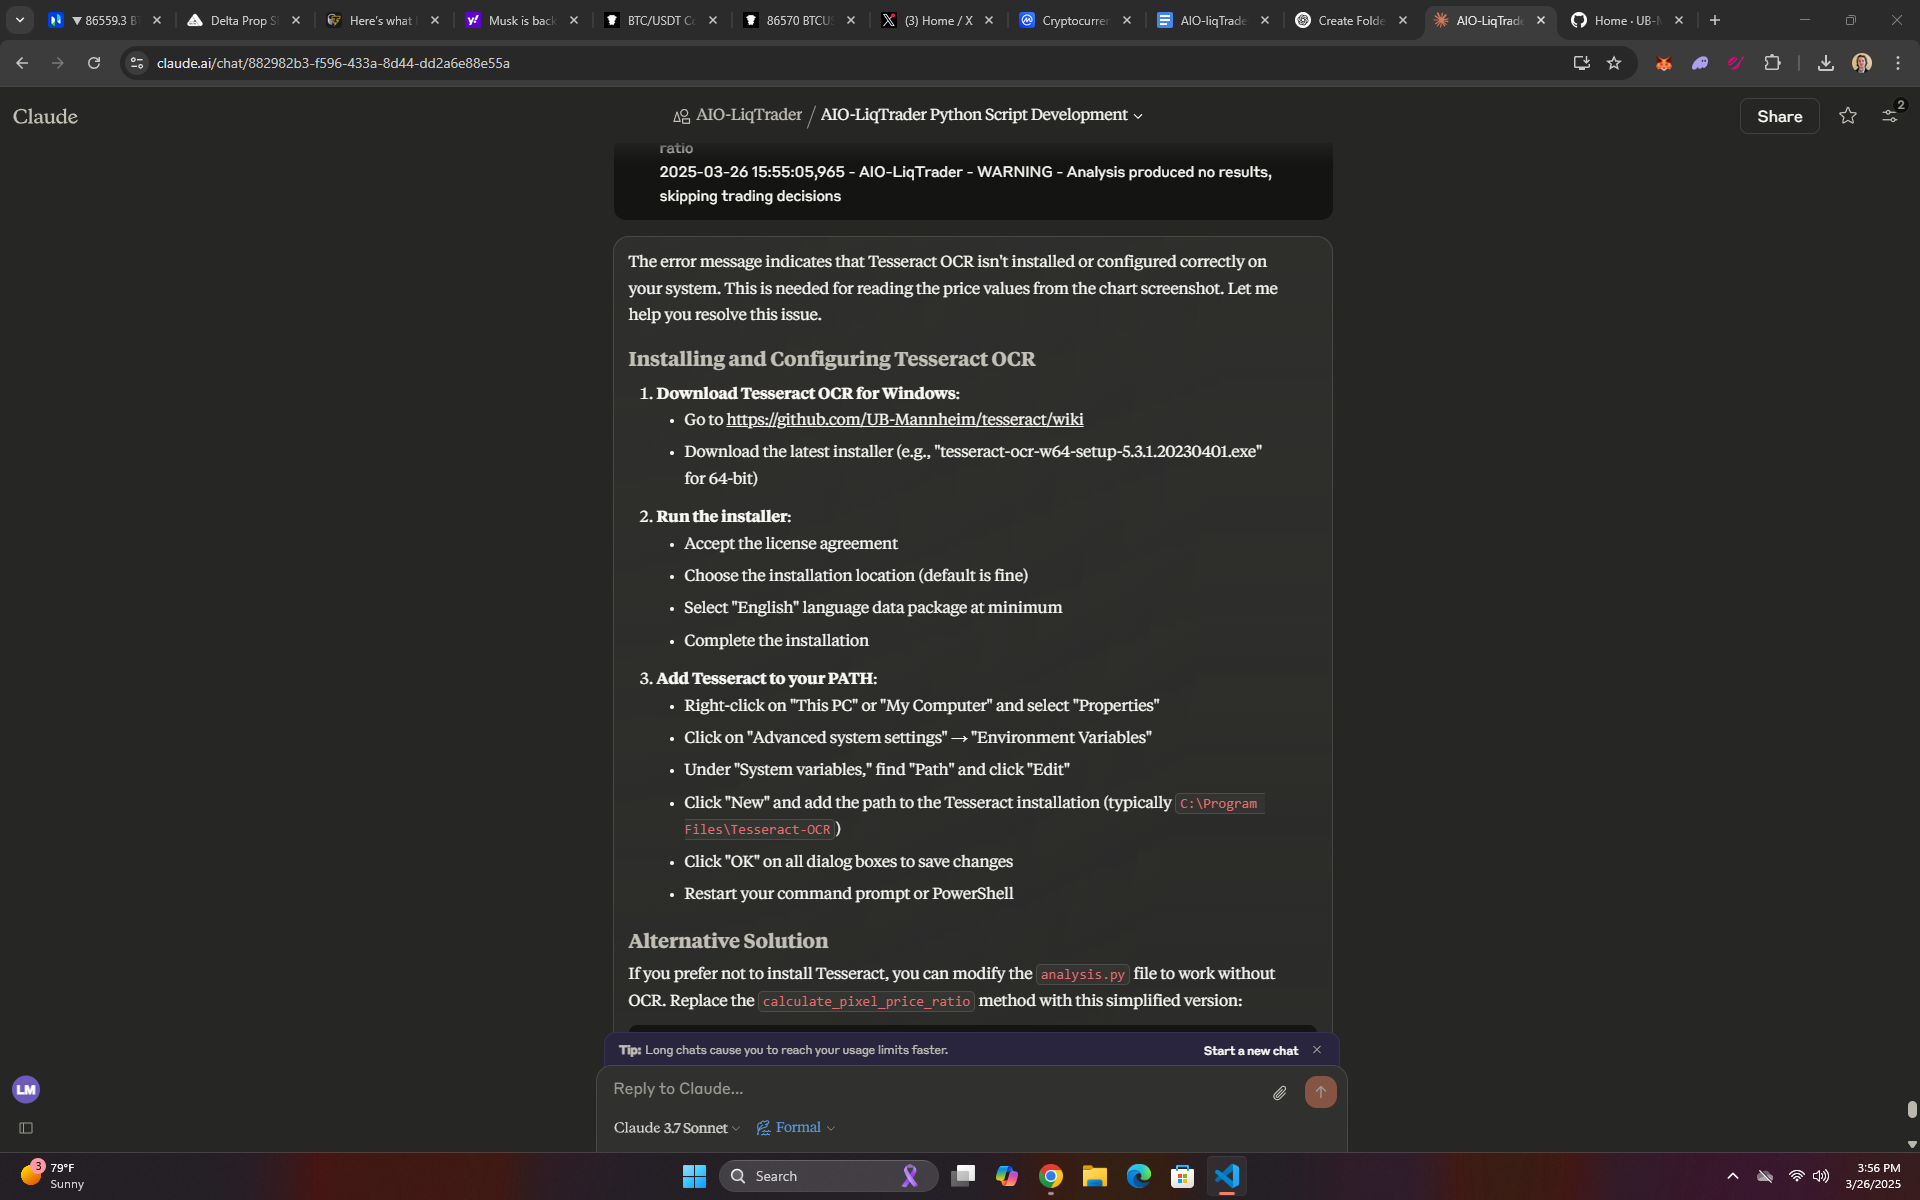 ▼ 86559.3 B
Delta Prop S
Here's what
Musk is back
BTC/USDT Co
86570 BTCUS
(3) Home / X
Cryptocurre
AIO-liqTrade
Create Folde
AIO-LiqTrade
Home · UB-M
claude.ai/chat/882982b3-f596-433a-8d44-dd2a6e88e55a
Claude
AIO-LiqTrader / AIO-LiqTrader Python Script Development
Share
2
ratio
2025-03-26 15:55:05,965 - AIO-LiqTrader - WARNING - Analysis produced no results,
skipping trading decisions
The error message indicates that Tesseract OCR isn't installed or configured correctly on
your system. This is needed for reading the price values from the chart screenshot. Let me
help you resolve this issue.
Installing and Configuring Tesseract OCR
1. Download Tesseract OCR for Windows:
• Go to https://github.com/UB-Mannheim/tesseract/wiki
• Download the latest installer (e.g., "tesseract-ocr-w64-setup-5.3.1.20230401.exe"
for 64-bit)
2. Run the installer:
• Accept the license agreement
• Choose the installation location (default is fine)
• Select "English" language data package at minimum
• Complete the installation
3. Add Tesseract to your PATH:
• Right-click on "This PC" or "My Computer" and select "Properties"
• Click on "Advanced system settings" → "Environment Variables"
• Under "System variables," find "Path" and click "Edit"
• Click "New" and add the path to the Tesseract installation (typically C:\Program
Files\Tesseract-OCR)
• Click "OK" on all dialog boxes to save changes
• Restart your command prompt or PowerShell
Alternative Solution
If you prefer not to install Tesseract, you can modify the analysis.py file to work without
OCR. Replace the calculate_pixel_price_ratio method with this simplified version:
Tip: Long chats cause you to reach your usage limits faster.
Start a new chat
Reply to Claude...
Claude 3.7 Sonnet
Formal
LM
3
79°F
Sunny
Search
3:56 PM
3/26/2025